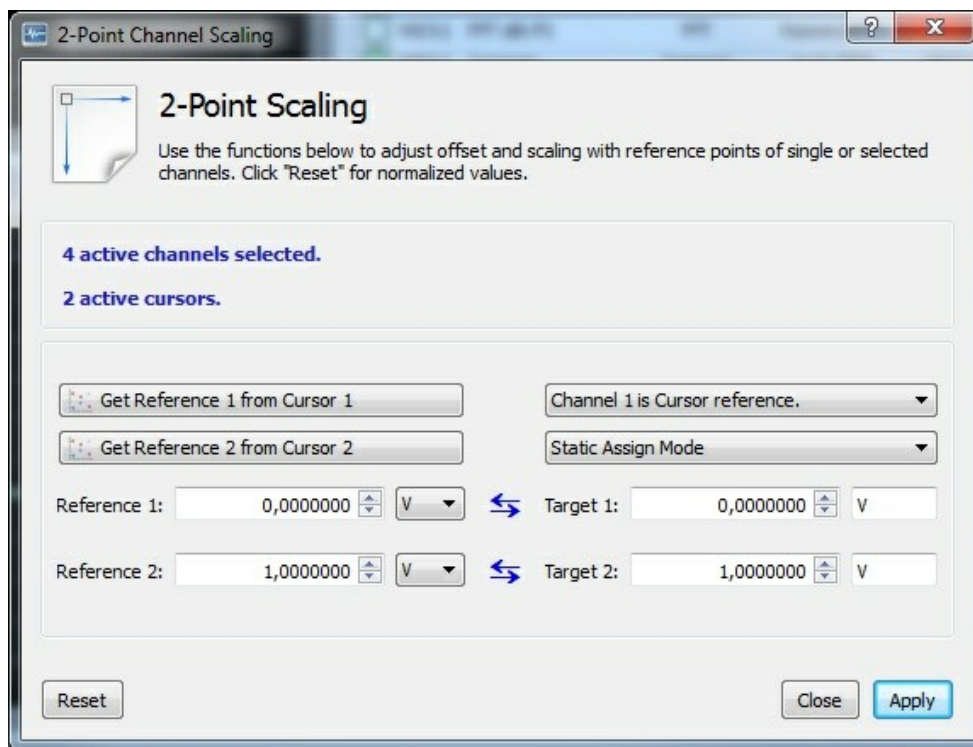 2-Point Channel Scaling
2-Point Scaling
Use the functions below to adjust offset and scaling with reference points of single or selected
channels. Click "Reset" for normalized values.
4 active channels selected.
2 active cursors.
Get Reference 1 from Cursor 1
Channel 1 is Cursor reference.
Get Reference 2 from Cursor 2
Static Assign Mode
Reference 1: 0,0000000 V Target 1: 0,0000000 V
Reference 2: 1,0000000 V Target 2: 1,0000000 V
Reset Close Apply